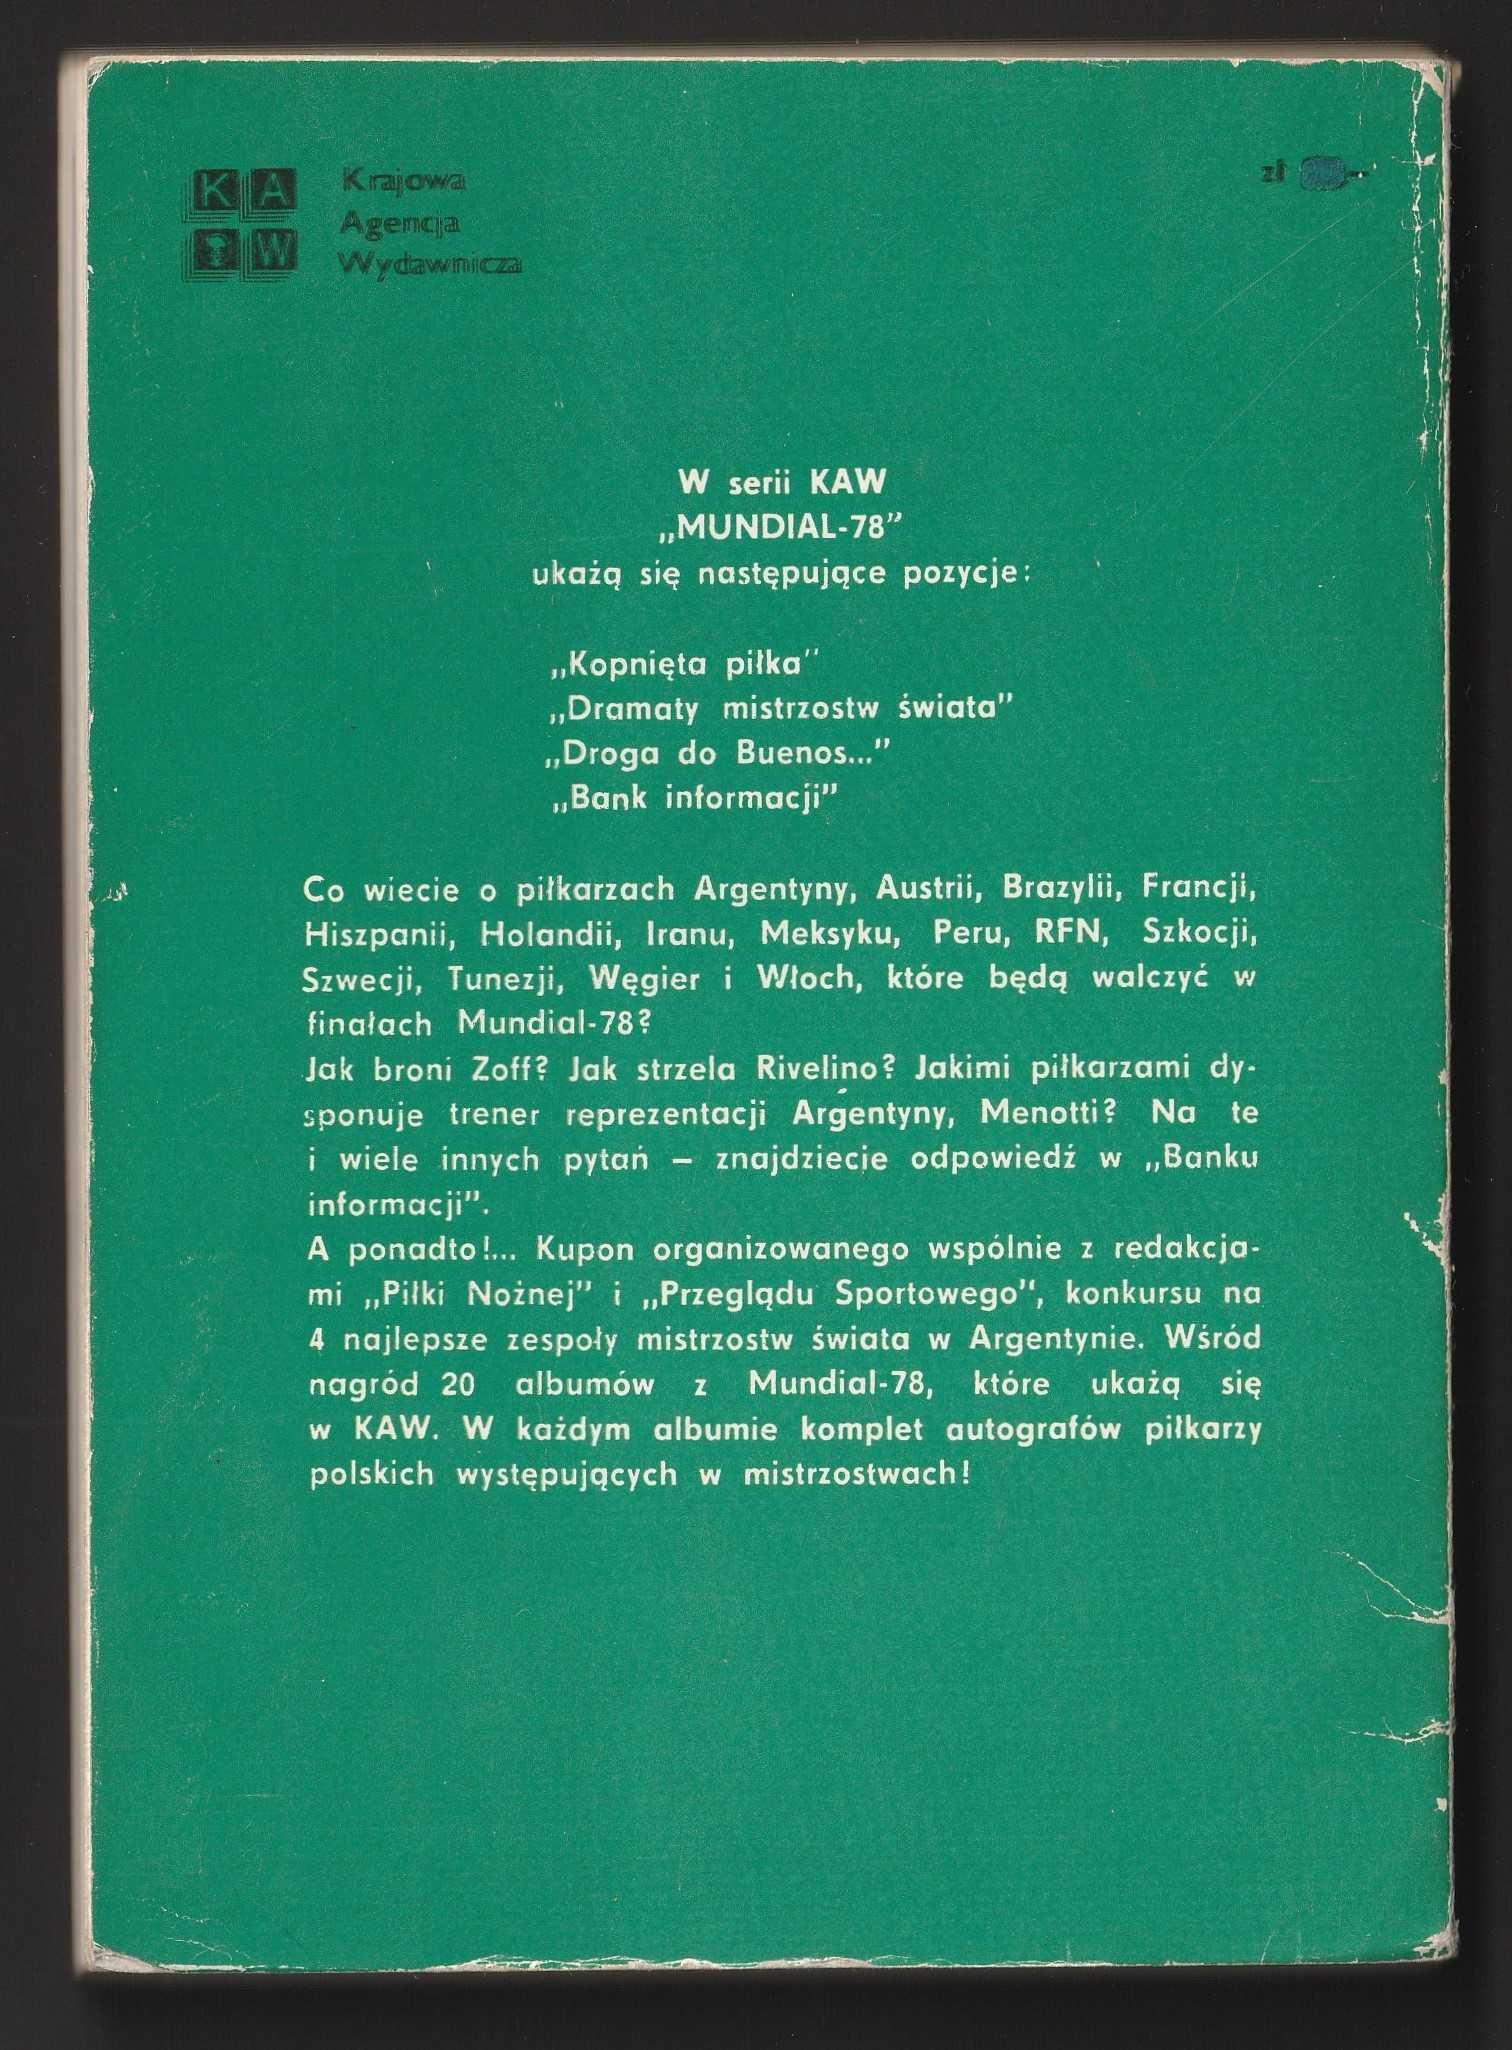 K A
W
Krajowa
Agencja
Wydawnicza
zł
W serii KAW
„MUNDIAL-78”
ukażą się następujące pozycje:
„Kopnięta piłka”
„Dramaty mistrzostw świata”
„Droga do Buenos...”
„Bank informacji”
Co wiecie o piłkarzach Argentyny, Austrii, Brazylii, Francji,
Hiszpanii, Holandii, Iranu, Meksyku, Peru, RFN, Szkocji,
Szwecji, Tunezji, Węgier i Włoch, które będą walczyć w
finałach Mundial-78?
Jak broni Zoff? Jak strzela Rivelino? Jakimi piłkarzami dy-
sponuje trener reprezentacji Argentyny, Menotti? Na te
i wiele innych pytań – znajdziecie odpowiedź w „Banku
informacji”.
A ponadto!... Kupon organizowanego wspólnie z redakcja-
mi „Piłki Nożnej” i „Przeglądu Sportowego”, konkursu na
4 najlepsze zespoły mistrzostw świata w Argentynie. Wśród
nagród 20 albumów z Mundial-78, które ukażą się
w KAW. W każdym albumie komplet autografów piłkarzy
polskich występujących w mistrzostwach!